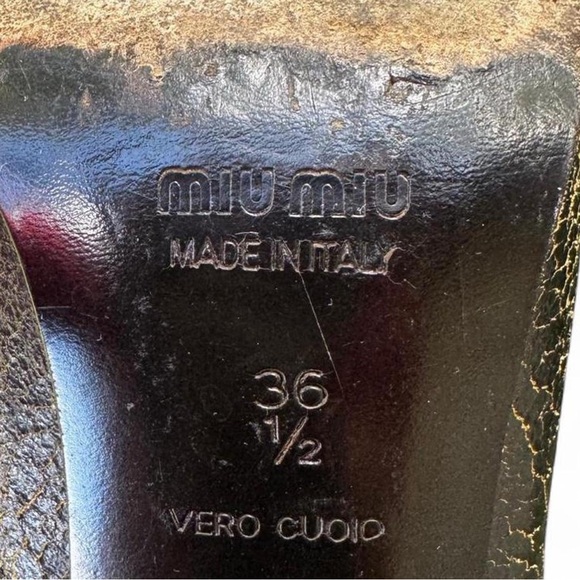 miu miu
MADE IN ITALY
36
1/2
VERO CUOIO